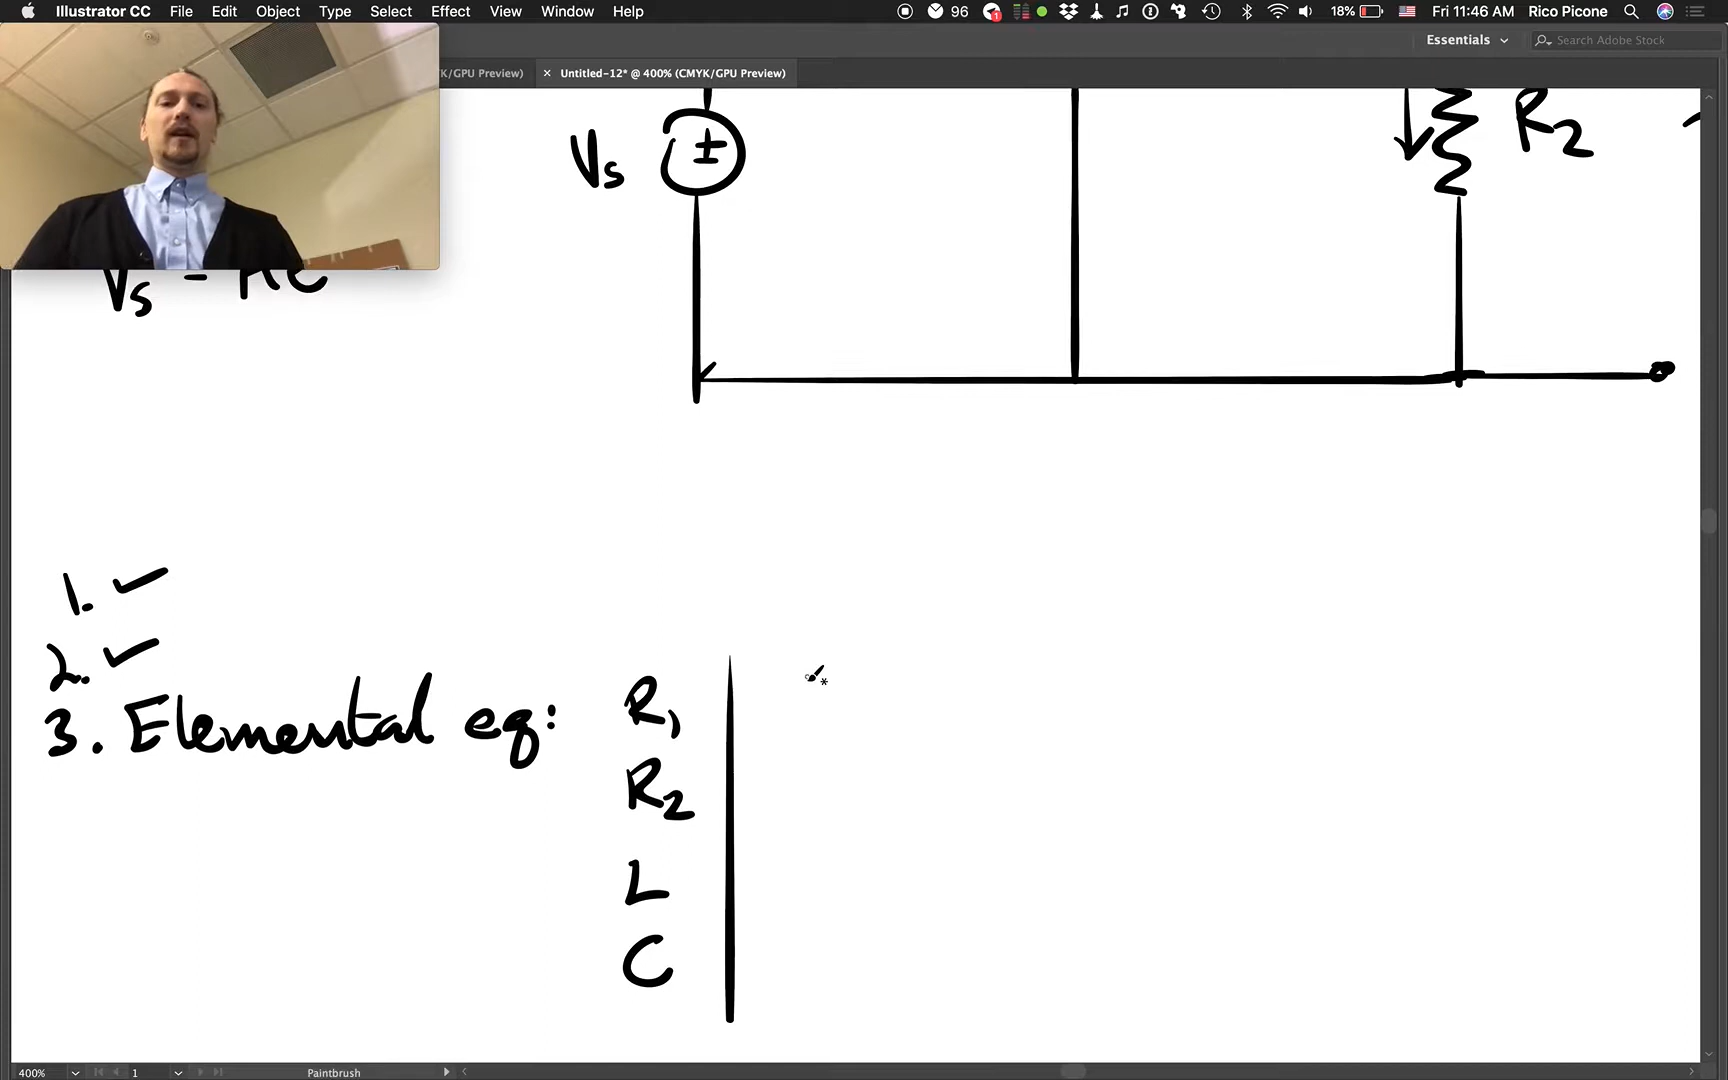 Illustrator CC File Edit Object Type Select Effect View Window Help 96 1 18% Fri 11:46 AM Rico Picone
Essentials Search Adobe Stock
K/GPU Preview) × Untitled-12* @ 400% (CMYK/GPU Preview)
Vs ± R2
Vs
1. ✓
2. ✓
3. Elemental eq: R1
R2
L
C
400% 1 Paintbrush